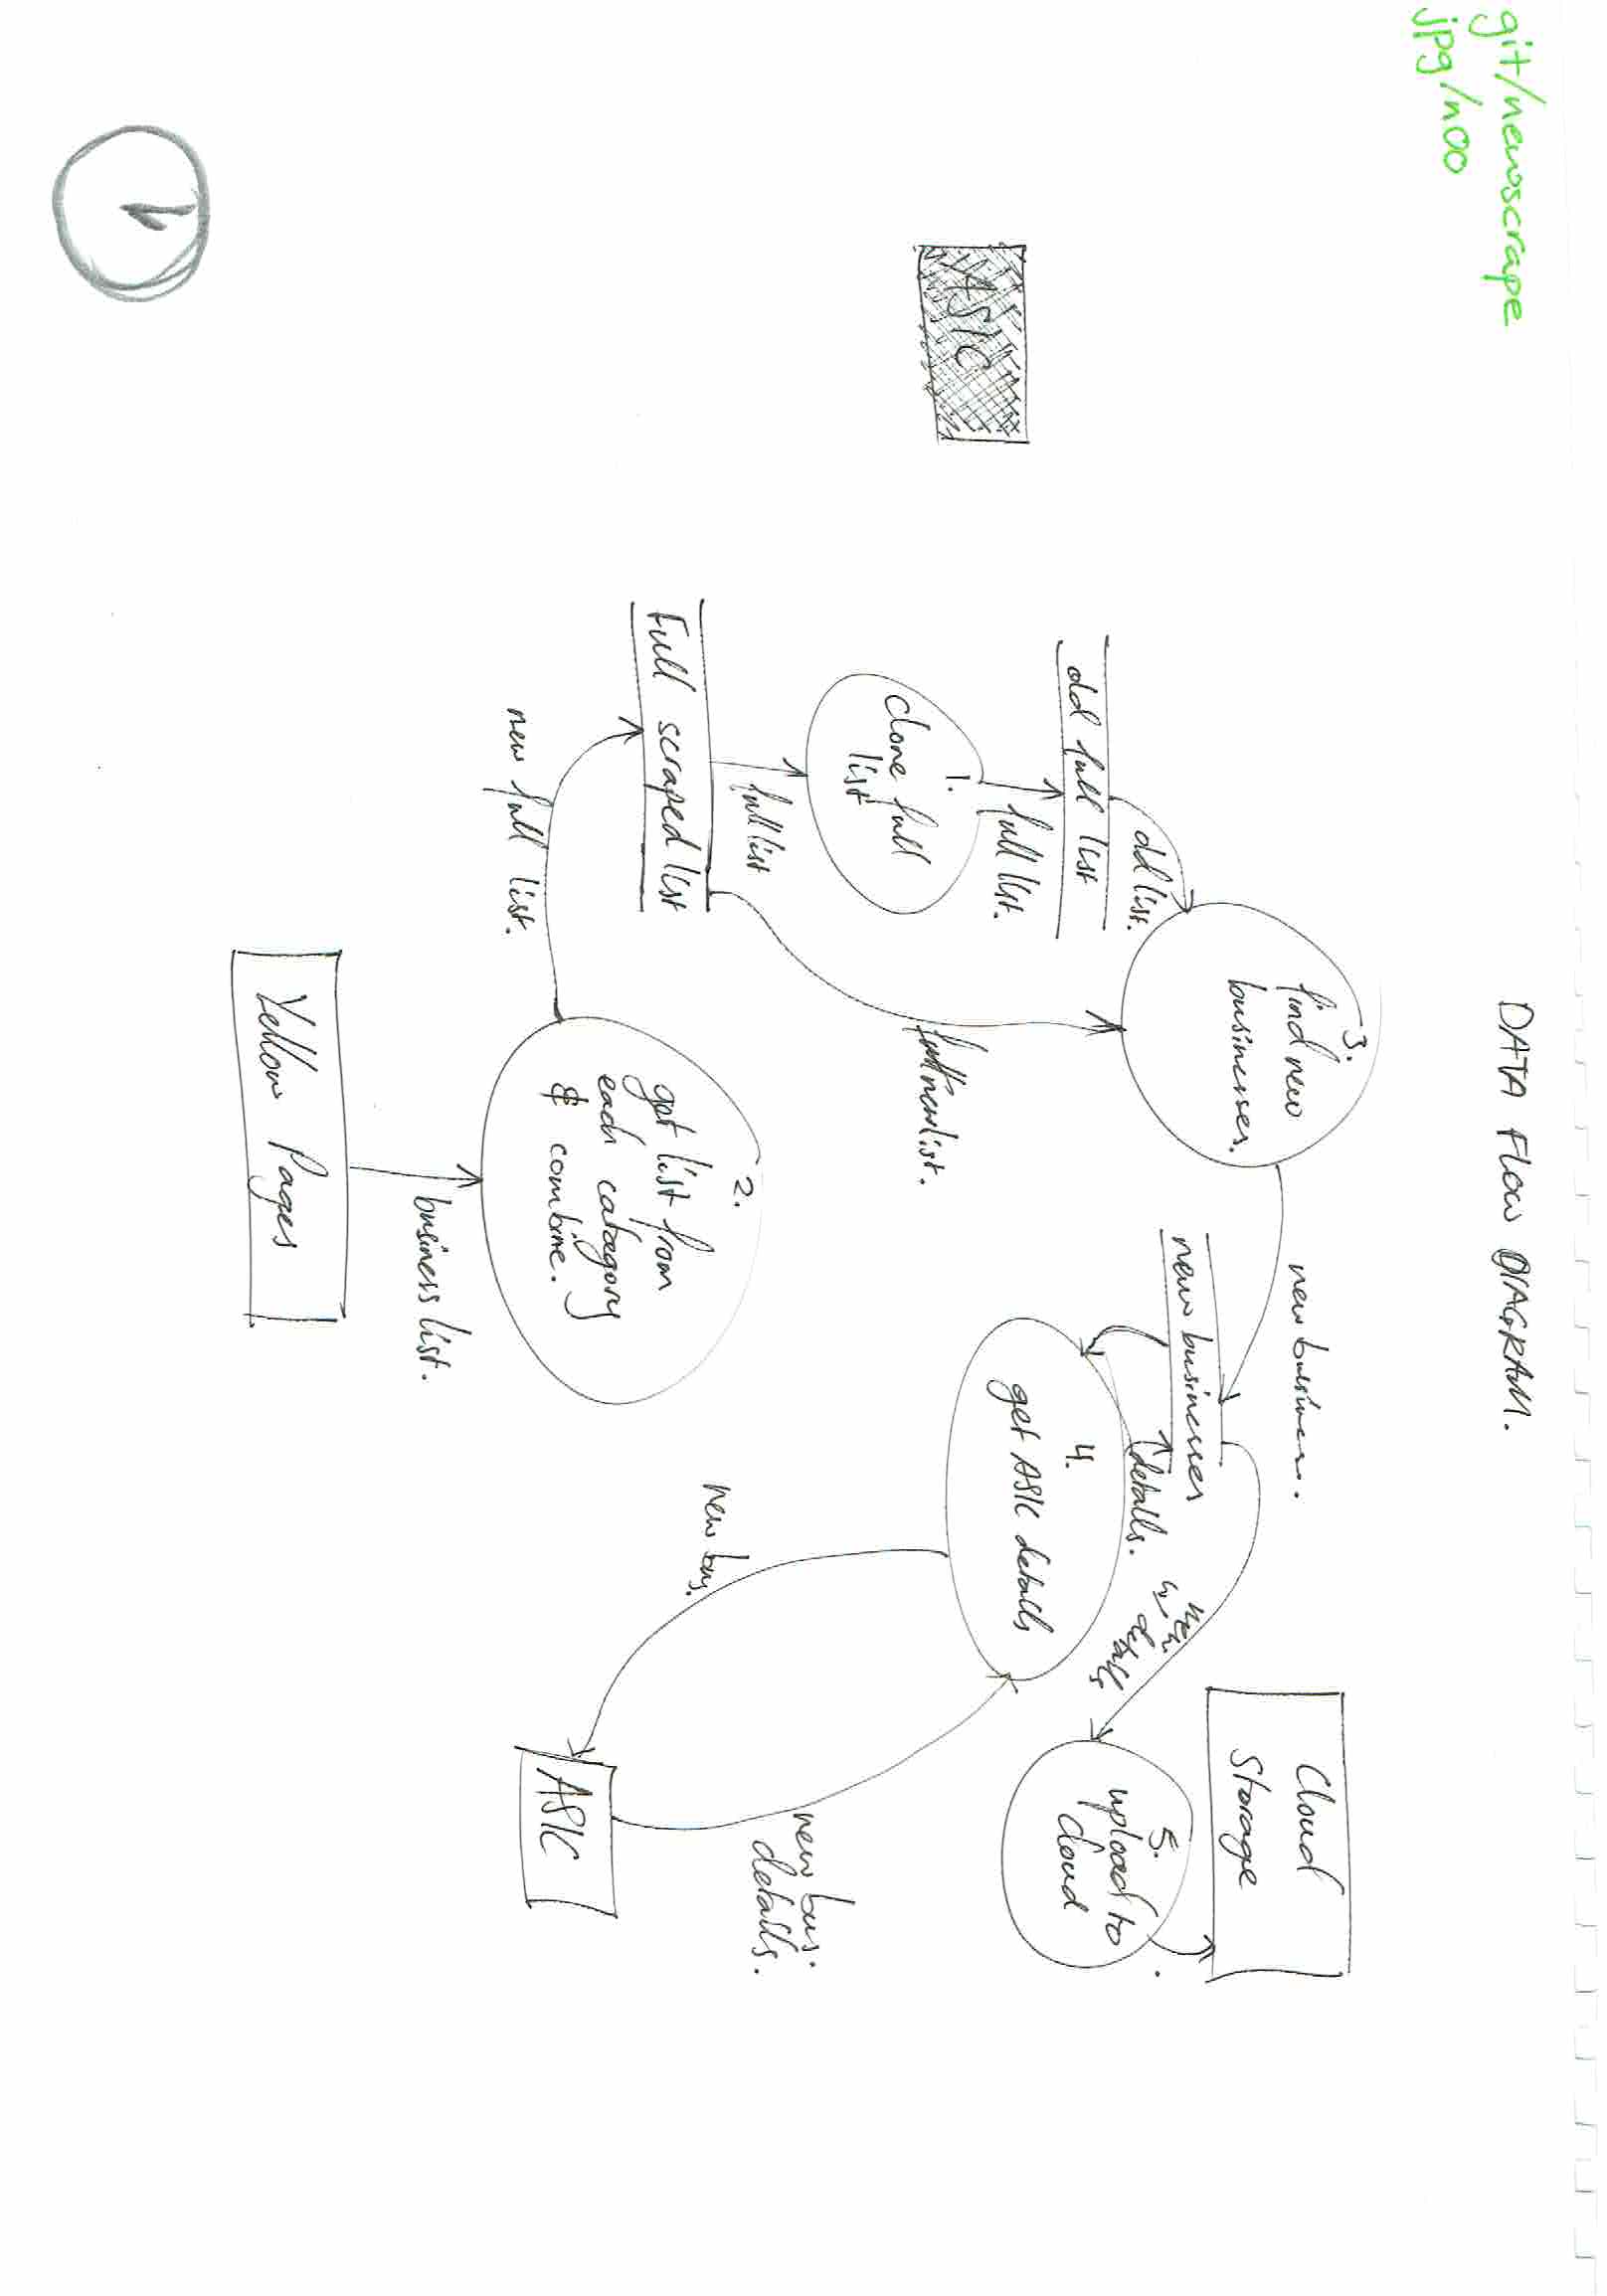 git/newscrape
jpg/n00
DATA FLOW DIAGRAM.
3.
find new
businesses.
new business.
Cloud
Storage
new businesses
new
w/ details
details.
5.
upload to
cloud
old list.
old full list
4.
get ASIC details
full list.
ASIC
1.
clone full
list
full new list.
new bus.
details.
full list
2.
new bus.
Full scraped list
get list from
each catagory
& combine.
ASIC
new full list.
business list.
Yellow Pages
1